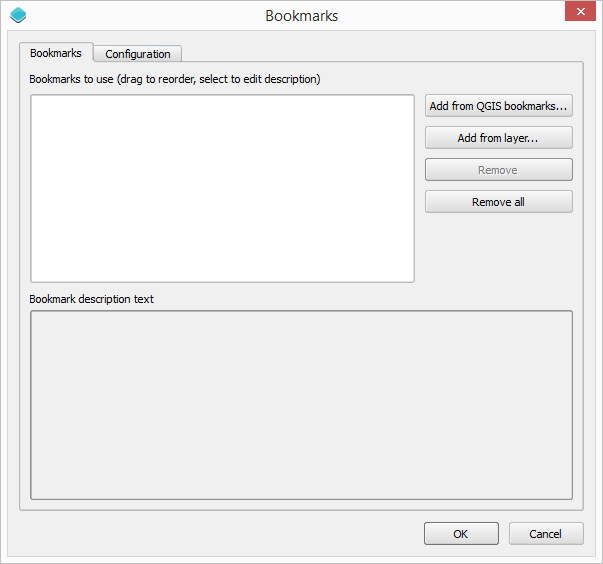 Bookmarks
Bookmarks
Configuration
Bookmarks to use (drag to reorder, select to edit description)
Add from QGIS bookmarks...
Add from layer...
Remove
Remove all
Bookmark description text
OK
Cancel